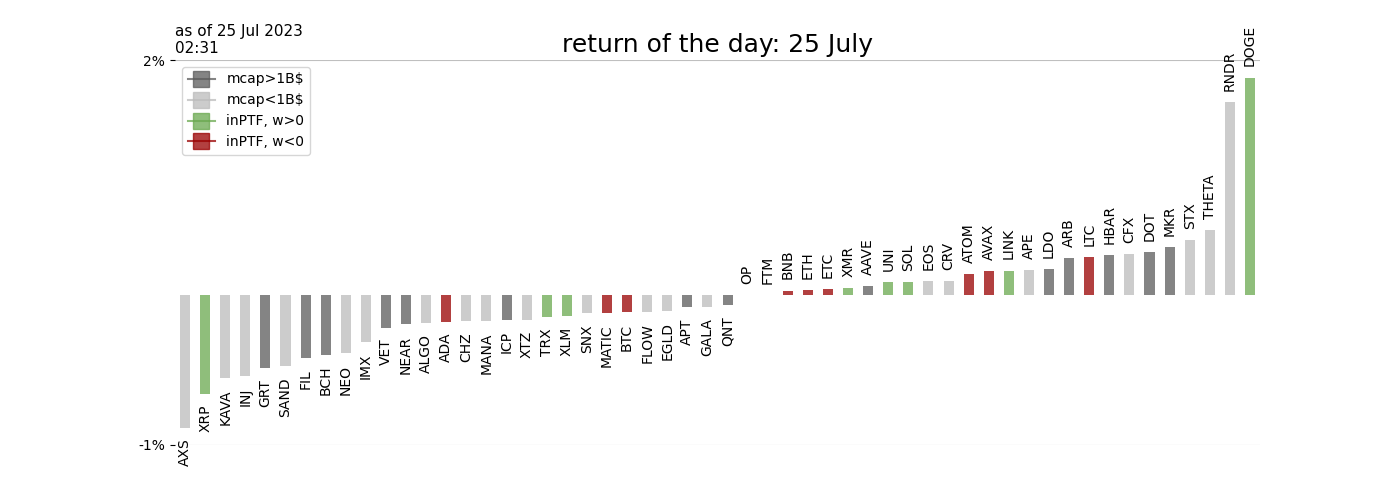 as of 25 Jul 2023
02:31
return of the day: 25 July
2%
mcap>1B$
mcap<1B$
inPTF, w>0
inPTF, w<0
-1%
AXS
XRP
KAVA
INJ
GRT
SAND
FIL
BCH
NEO
IMX
VET
NEAR
ALGO
ADA
CHZ
MANA
ICP
XTZ
TRX
XLM
SNX
MATIC
BTC
FLOW
EGLD
APT
GALA
QNT
OP
FTM
BNB
ETH
ETC
XMR
AAVE
UNI
SOL
EOS
CRV
ATOM
AVAX
LINK
APE
LDO
ARB
LTC
HBAR
CFX
DOT
MKR
STX
THETA
RNDR
DOGE